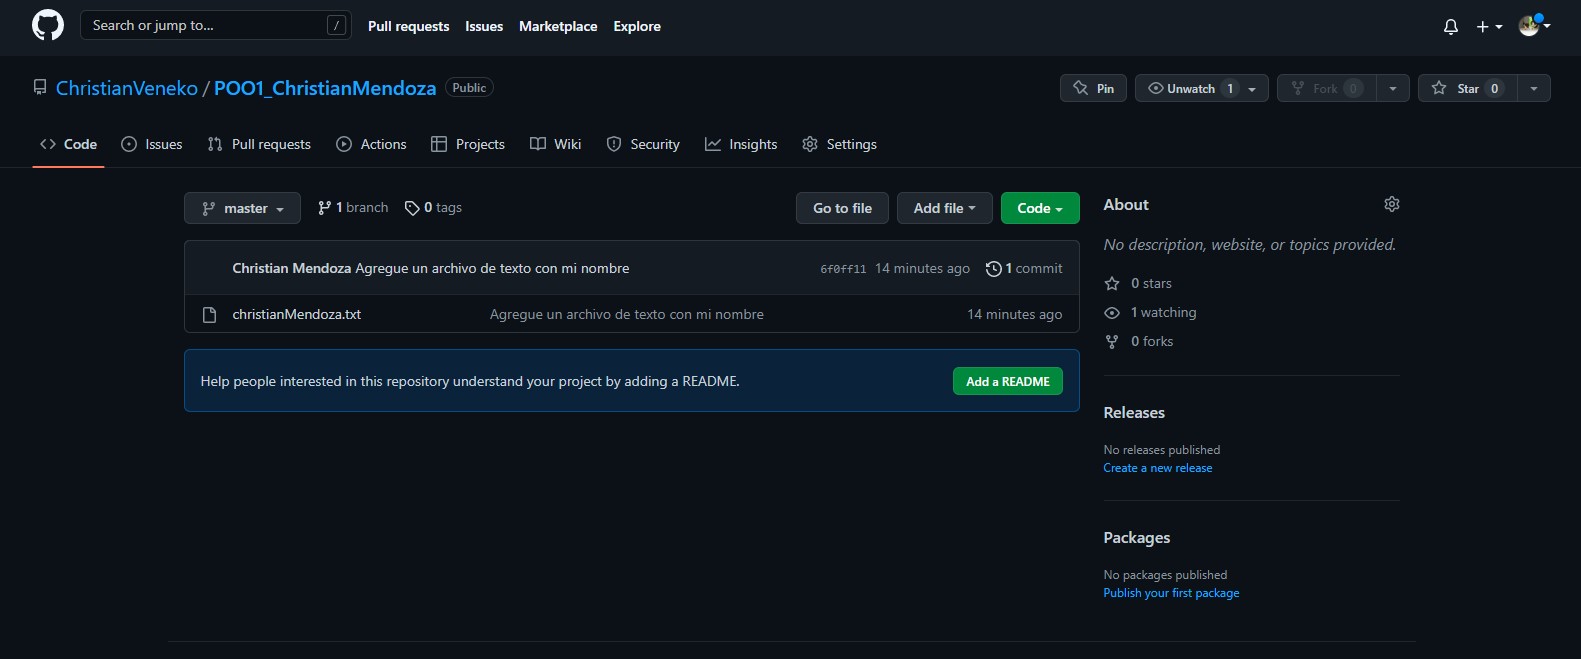 Search or jump to... /
Pull requests Issues Marketplace Explore
ChristianVeneko / POO1_ChristianMendoza Public
Pin Unwatch 1 Fork 0 Star 0
Code Issues Pull requests Actions Projects Wiki Security Insights Settings
master 1 branch 0 tags Go to file Add file Code
Christian Mendoza Agregue un archivo de texto con mi nombre 6f0ff11 14 minutes ago 1 commit
christianMendoza.txt Agregue un archivo de texto con mi nombre 14 minutes ago
Help people interested in this repository understand your project by adding a README. Add a README
About
No description, website, or topics provided.
0 stars
1 watching
0 forks
Releases
No releases published
Create a new release
Packages
No packages published
Publish your first package